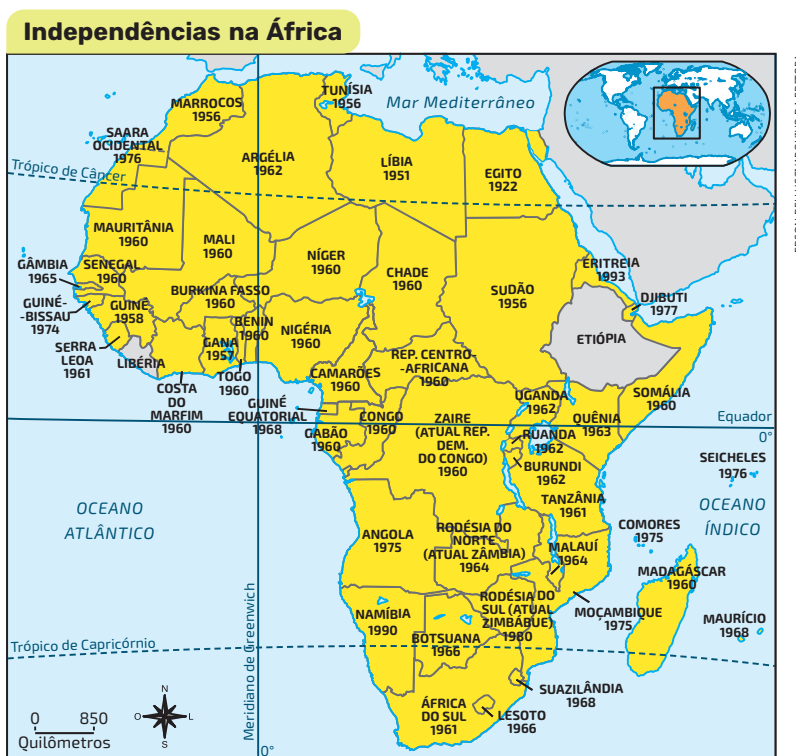 Independências na África
Mar Mediterrâneo
TUNÍSIA
1956
MARROCOS
1956
SAARA
OCIDENTAL
1976
ARGÉLIA
1962
LÍBIA
1951
EGITO
1922
Trópico de Câncer
MAURITÂNIA
1960
MALI
1960
NÍGER
1960
CHADE
1960
SUDÃO
1956
ERITREIA
1993
DJIBUTI
1977
GÂMBIA
1965
SENEGAL
1960
GUINÉ-
-BISSAU
1974
GUINÉ
1958
BURKINA FASSO
1960
BENIN
1960
NIGÉRIA
1960
ETIÓPIA
SERRA
LEOA
1961
LIBÉRIA
GANA
1957
TOGO
1960
COSTA
DO
MARFIM
1960
CAMARÕES
1960
REP. CENTRO-
-AFRICANA
1960
SOMÁLIA
1960
GUINÉ
EQUATORIAL
1968
GABÃO
1960
CONGO
1960
ZAIRE
(ATUAL REP.
DEM.
DO CONGO)
1960
UGANDA
1962
QUÊNIA
1963
Equador
0°
RUANDA
1962
BURUNDI
1962
TANZÂNIA
1961
SEICHELES
1976
OCEANO
ATLÂNTICO
OCEANO
ÍNDICO
ANGOLA
1975
RODÉSIA DO
NORTE
(ATUAL ZÂMBIA)
1964
MALAUÍ
1964
COMORES
1975
MADAGÁSCAR
1960
NAMÍBIA
1990
BOTSUANA
1966
RODÉSIA DO
SUL (ATUAL
ZIMBÁBUE)
1980
MOÇAMBIQUE
1975
MAURÍCIO
1968
Trópico de Capricórnio
Meridiano de Greenwich
0°
ÁFRICA
DO SUL
1961
SUAZILÂNDIA
1968
LESOTO
1966
N
O L
S
0 850
Quilômetros